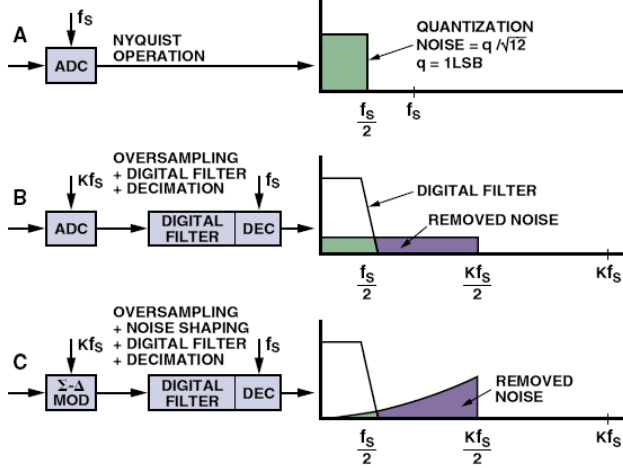 A
fS
ADC
NYQUIST
OPERATION
QUANTIZATION
NOISE = q /√12
q = 1 LSB
fS
2
fS
B
KfS
OVERSAMPLING
+ DIGITAL FILTER
+ DECIMATION
fS
ADC
DIGITAL
FILTER
DEC
DIGITAL FILTER
REMOVED NOISE
fS
2
KfS
2
KfS
C
KfS
OVERSAMPLING
+ NOISE SHAPING
+ DIGITAL FILTER
+ DECIMATION
fS
Σ-Δ
MOD
DIGITAL
FILTER
DEC
REMOVED
NOISE
fS
2
KfS
2
KfS